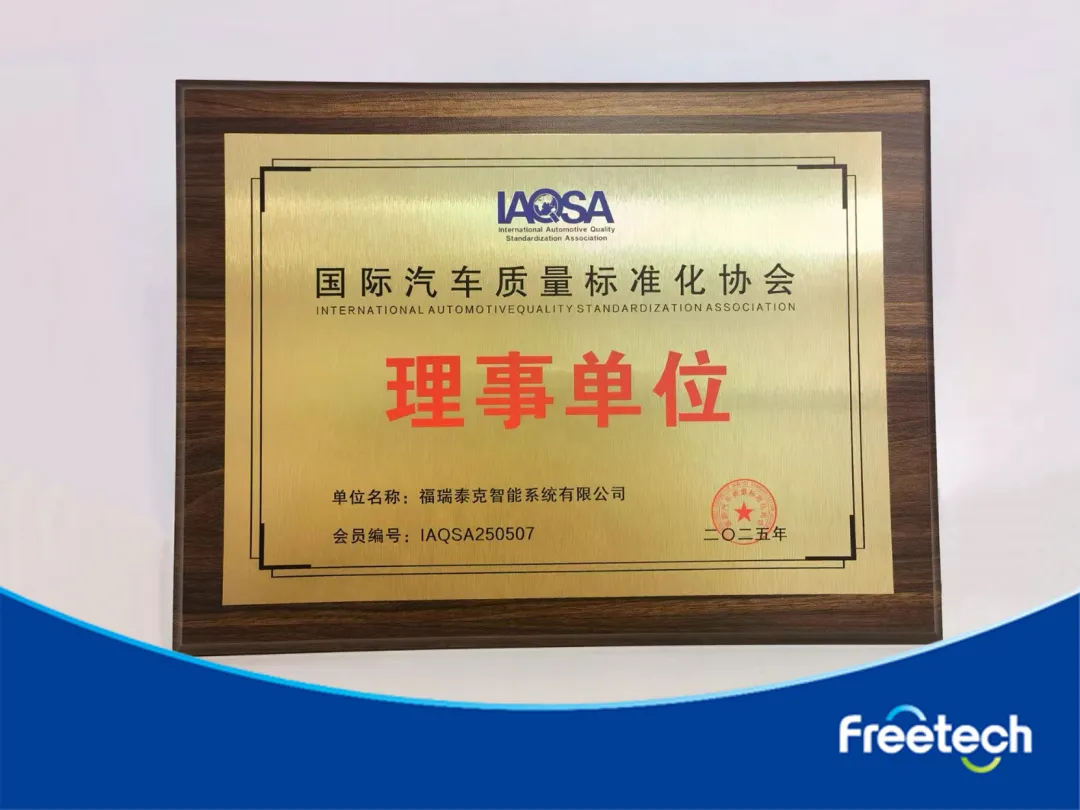 IAQSA
International Automotive Quality
Standardization Association
国际汽车质量标准化协会
INTERNATIONAL AUTOMOTIVEQUALITY STANDARDIZATION ASSOCIATION
理事单位
单位名称：福瑞泰克智能系统有限公司
会员编号：IAQSA250507
二〇二五年
Freetech